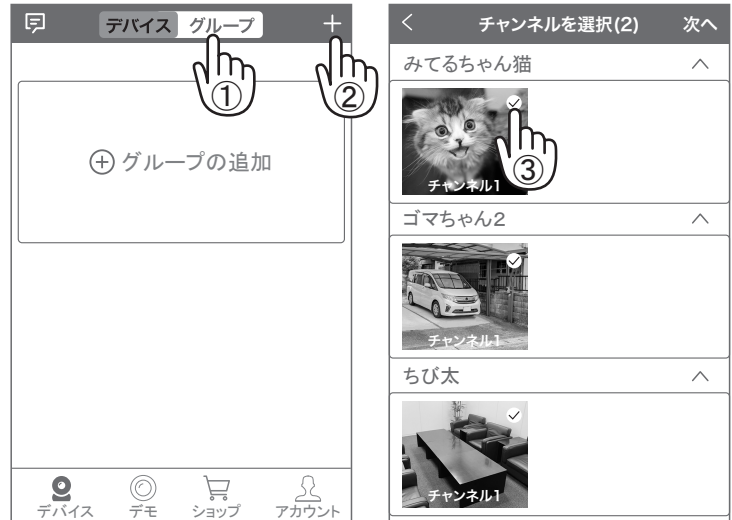 デバイス グループ ＋
①
②
⊕ グループの追加
デバイス デモ ショップ アカウント
＜ チャンネルを選択(2) 次へ
みてるちゃん猫
③
チャンネル1
ゴマちゃん2
チャンネル1
ちび太
チャンネル1